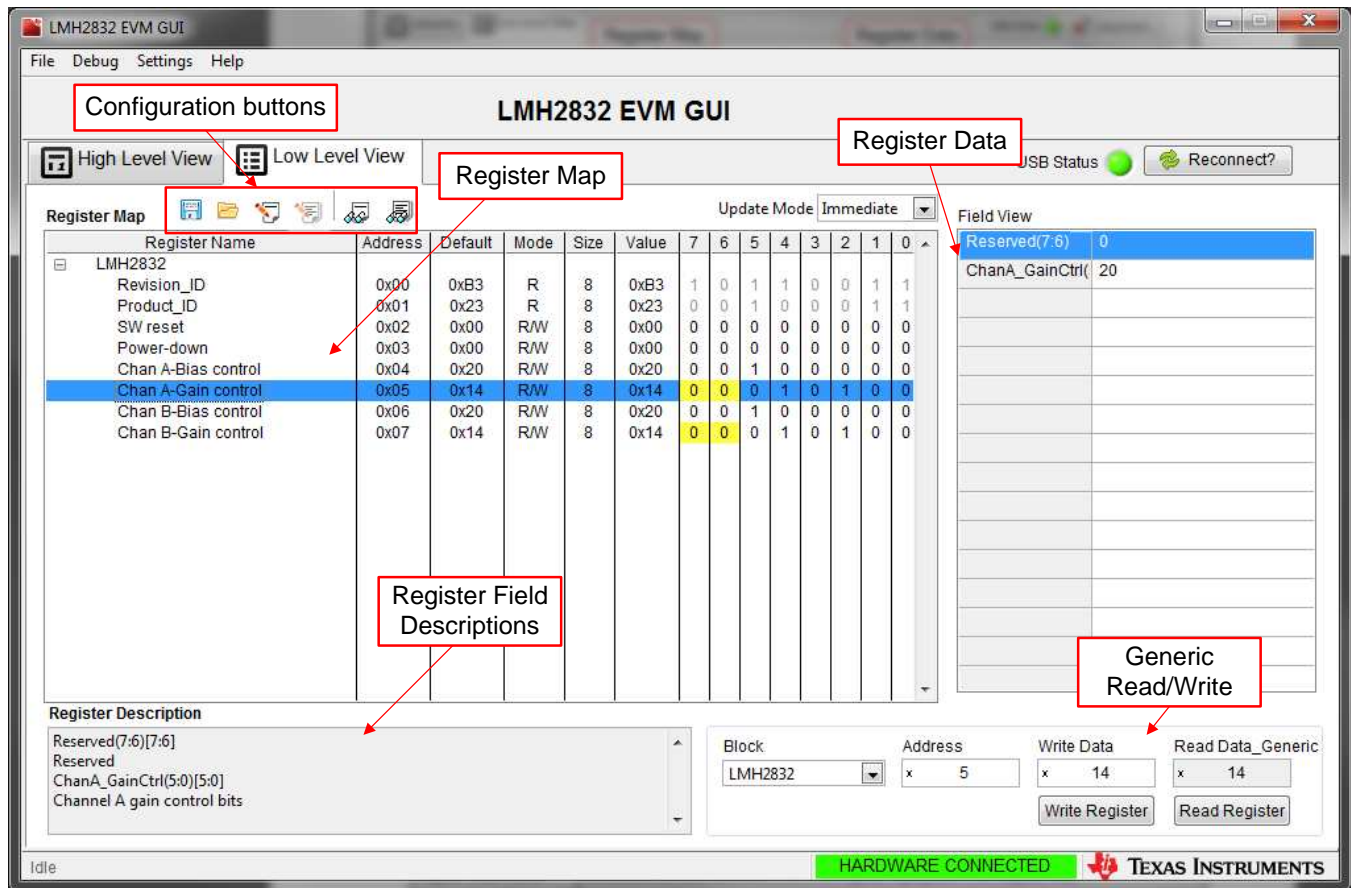 LMH2832 EVM GUI
File Debug Settings Help
Configuration buttons
LMH2832 EVM GUI
Register Data
High Level View
Low Level View
Register Map
USB Status
Reconnect?
Register Map
Update Mode Immediate
Field View
Register Name Address Default Mode Size Value 7 6 5 4 3 2 1 0
LMH2832
Revision_ID 0x00 0xB3 R 8 0xB3 1 0 1 1 0 0 1 1
Product_ID 0x01 0x23 R 8 0x23 0 0 1 0 0 0 1 1
SW reset 0x02 0x00 R/W 8 0x00 0 0 0 0 0 0 0 0
Power-down 0x03 0x00 R/W 8 0x00 0 0 0 0 0 0 0 0
Chan A-Bias control 0x04 0x20 R/W 8 0x20 0 0 1 0 0 0 0 0
Chan A-Gain control 0x05 0x14 R/W 8 0x14 0 0 0 1 0 1 0 0
Chan B-Bias control 0x06 0x20 R/W 8 0x20 0 0 1 0 0 0 0 0
Chan B-Gain control 0x07 0x14 R/W 8 0x14 0 0 0 1 0 1 0 0
Reserved(7:6) 0
ChanA_GainCtrl( 20
Register Field
Descriptions
Generic
Read/Write
Register Description
Reserved(7:6)[7:6]
Reserved
ChanA_GainCtrl(5:0)[5:0]
Channel A gain control bits
Block Address Write Data Read Data_Generic
LMH2832 x 5 x 14 x 14
Write Register Read Register
Idle
HARDWARE CONNECTED
TEXAS INSTRUMENTS